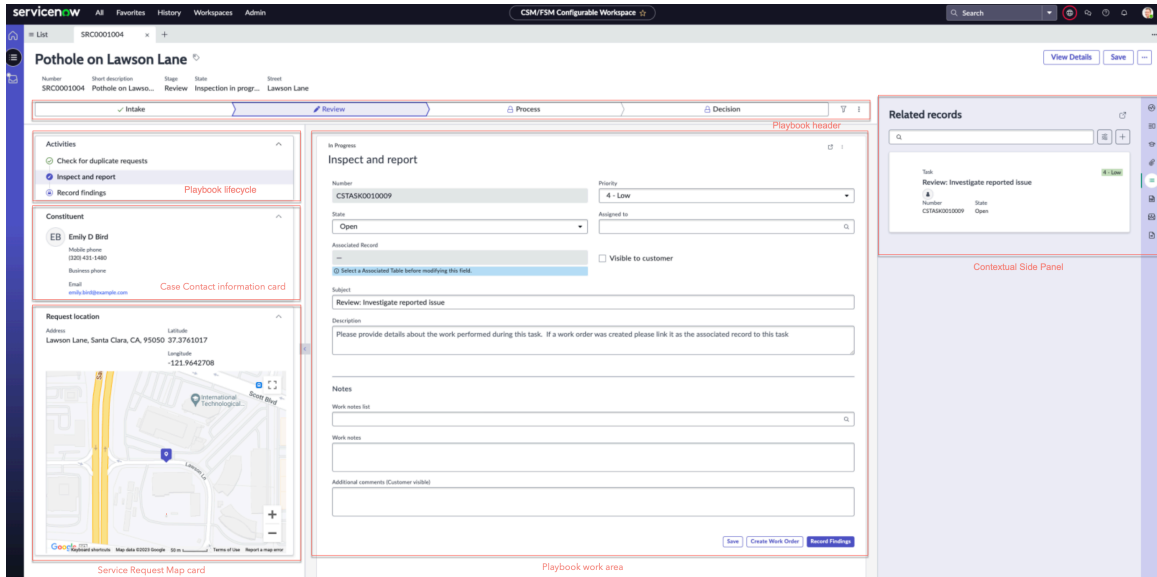 servicenow All Favorites History Workspaces Admin CSM/FSM Configurable Workspace Search
List SRC0001004 × +
Pothole on Lawson Lane View Details Save
Number Short description Stage State Street
SRC0001004 Pothole on Lawso... Review Inspection in progr... Lawson Lane
Intake Review Process Decision
Playbook header
Related records
Activities
Check for duplicate requests
Inspect and report
Record findings
Playbook lifecycle
Constituent
EB Emily D Bird
Mobile phone
(320) 431-1480
Business phone
Email
emily.bird@example.com
Case Contact information card
Request location
Address Latitude
Lawson Lane, Santa Clara, CA, 95050 37.3761017
Longitude
-121.9642708
International
Technological...
Scott Blvd
Lawson Ln
+
−
Google Keyboard shortcuts Map data ©2023 Google 50 m Terms of Use Report a map error
Service Request Map card
In Progress
Inspect and report
Number Priority
CSTASK0010009 4 - Low
State Assigned to
Open
Associated Record
--
Visible to customer
Select a Associated Table before modifying this field.
Subject
Review: Investigate reported issue
Description
Please provide details about the work performed during this task. If a work order was created please link it as the associated record to this task
Notes
Work notes list
Work notes
Additional comments (Customer visible)
Save Create Work Order Record Findings
Playbook work area
Task 4 - Low
Review: Investigate reported issue
Number State
CSTASK0010009 Open
Contextual Side Panel